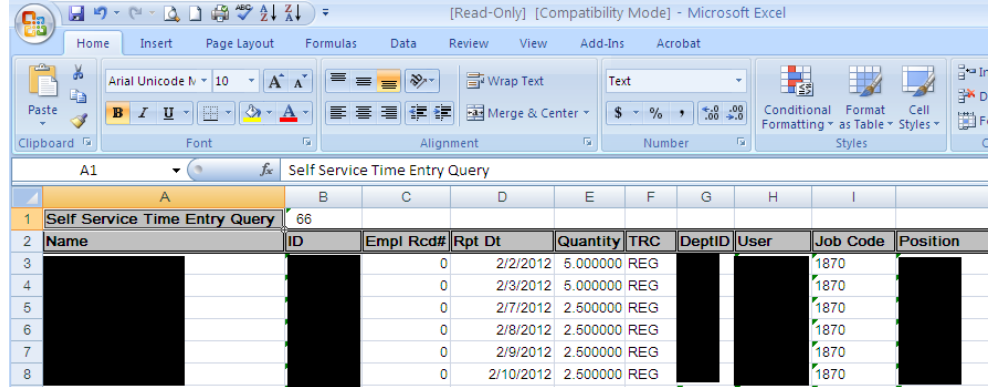 [Read-Only] [Compatibility Mode] - Microsoft Excel
Home Insert Page Layout Formulas Data Review View Add-Ins Acrobat
Paste
Arial Unicode 10 A A
Wrap Text
Text
B I U A
Merge & Center
$ % , .0 .00 .00 .0
Conditional Formatting
Format as Table
Cell Styles
Clipboard Font Alignment Number Styles
A1 fx Self Service Time Entry Query
A B C D E F G H I
1 Self Service Time Entry Query 66
2 Name ID Empl Rcd# Rpt Dt Quantity TRC DeptID User Job Code Position
3 0 2/2/2012 5.000000 REG 1870
4 0 2/3/2012 5.000000 REG 1870
5 0 2/7/2012 2.500000 REG 1870
6 0 2/8/2012 2.500000 REG 1870
7 0 2/9/2012 2.500000 REG 1870
8 0 2/10/2012 2.500000 REG 1870